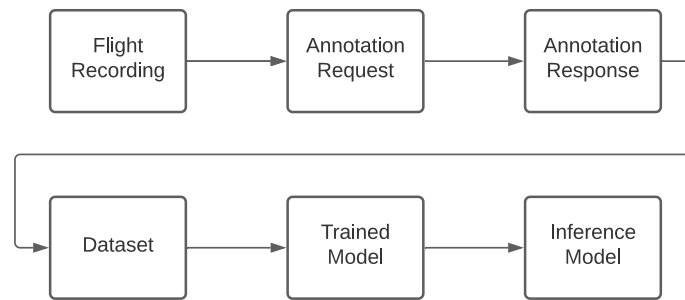 Flight
Recording
Annotation
Request
Annotation
Response
Dataset
Trained
Model
Inference
Model